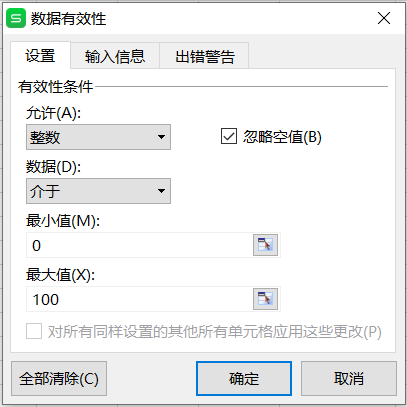 数据有效性
设置 输入信息 出错警告
有效性条件
允许(A):
整数 忽略空值(B)
数据(D):
介于
最小值(M):
0
最大值(X):
100
对所有同样设置的其他所有单元格应用这些更改(P)
全部清除(C) 确定 取消